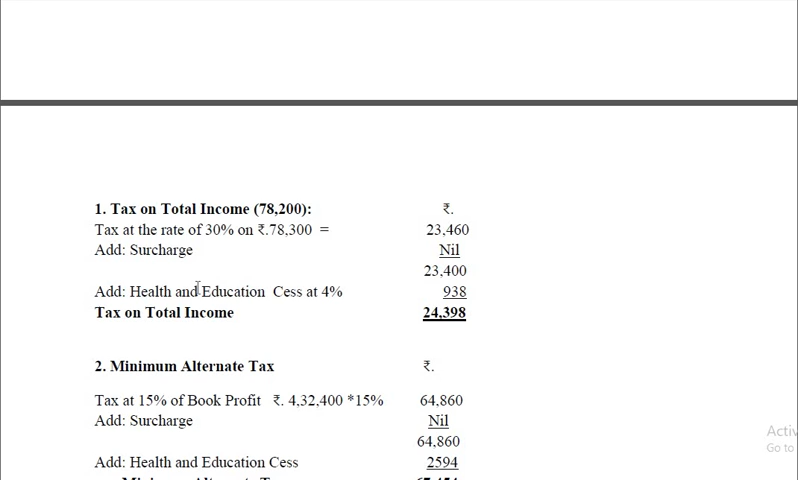 1. Tax on Total Income (78,200): ₹.
Tax at the rate of 30% on ₹.78,300 = 23,460
Add: Surcharge Nil
23,400
Add: Health and Education Cess at 4% 938
Tax on Total Income 24,398
2. Minimum Alternate Tax ₹.
Tax at 15% of Book Profit ₹. 4,32,400 *15% 64,860
Add: Surcharge Nil
64,860
Add: Health and Education Cess 2594
Go to